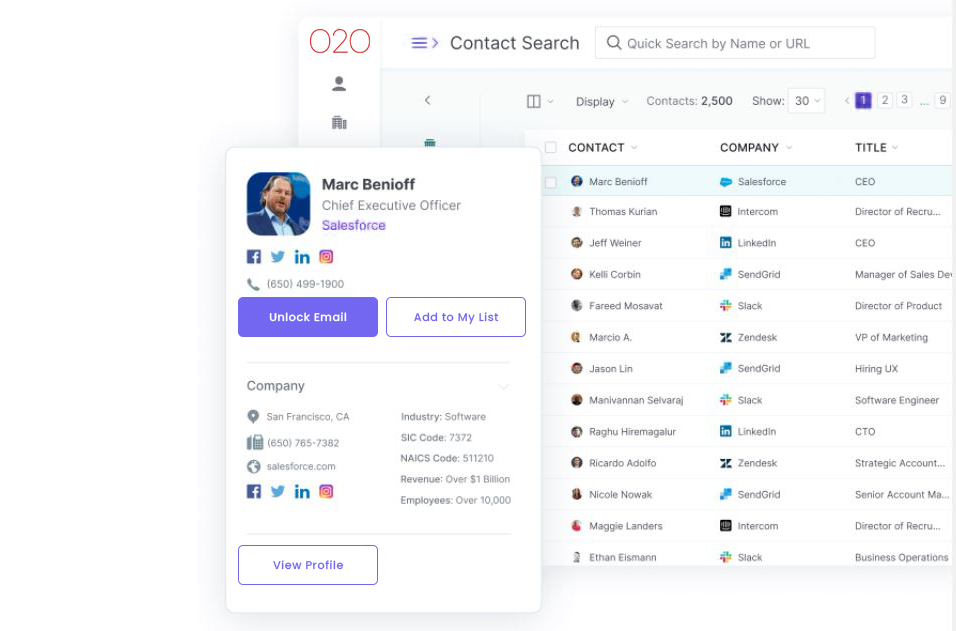 O2O
Contact Search
Quick Search by Name or URL
Display
Contacts: 2,500
Show: 30
1 2 3 ... 9
CONTACT COMPANY TITLE
Marc Benioff Salesforce CEO
Thomas Kurian Intercom Director of Recru...
Jeff Weiner LinkedIn CEO
Kelli Corbin SendGrid Manager of Sales Dev
Fareed Mosavat Slack Director of Product
Marcio A. Zendesk VP of Marketing
Jason Lin SendGrid Hiring UX
Manivannan Selvaraj Slack Software Engineer
Raghu Hiremagalur LinkedIn CTO
Ricardo Adolfo Zendesk Strategic Account...
Nicole Nowak SendGrid Senior Account Ma...
Maggie Landers Intercom Director of Recru...
Ethan Eismann Slack Business Operations
Marc Benioff
Chief Executive Officer
Salesforce
(650) 499-1900
Unlock Email Add to My List
Company
San Francisco, CA
(650) 765-7382
salesforce.com
Industry: Software
SIC Code: 7372
NAICS Code: 511210
Revenue: Over $1 Billion
Employees: Over 10,000
View Profile